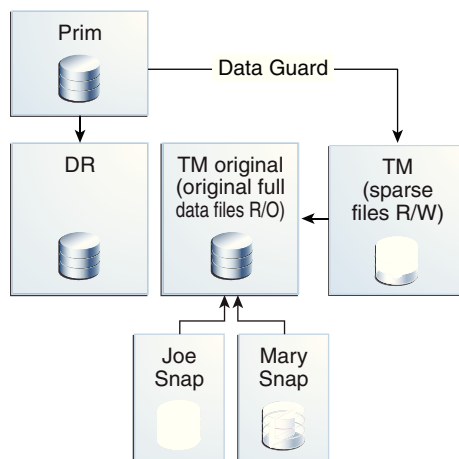 Prim
Data Guard
DR
TM original
(original full
data files R/O)
TM
(sparse
files R/W)
Joe
Snap
Mary
Snap